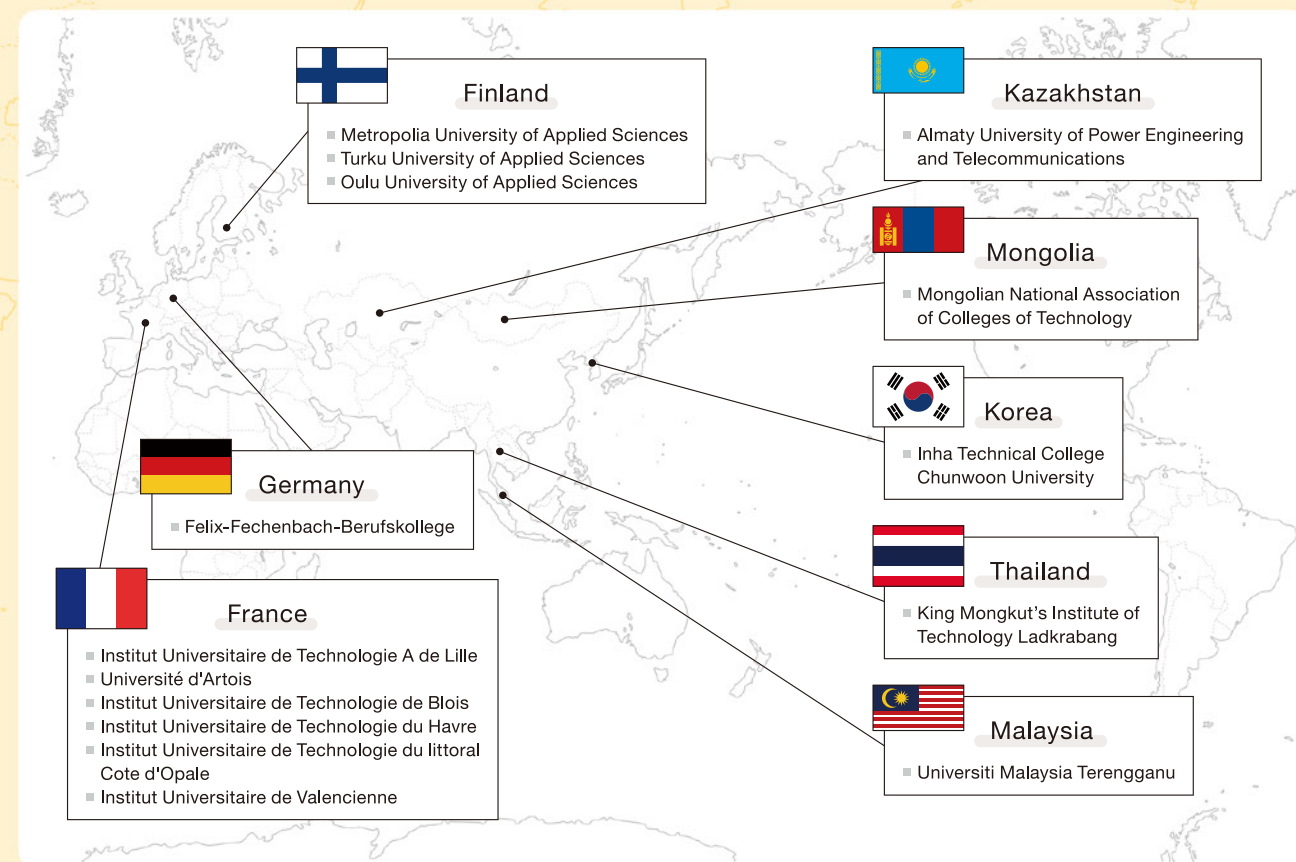 Finland
Metropolia University of Applied Sciences
Turku University of Applied Sciences
Oulu University of Applied Sciences
Kazakhstan
Almaty University of Power Engineering
and Telecommunications
Mongolia
Mongolian National Association
of Colleges of Technology
Korea
Inha Technical College
Chunwoon University
Germany
Felix-Fechenbach-Berufskollege
Thailand
King Mongkut's Institute of
Technology Ladkrabang
France
Institut Universitaire de Technologie A de Lille
Université d'Artois
Institut Universitaire de Technologie de Blois
Institut Universitaire de Technologie du Havre
Institut Universitaire de Technologie du littoral
Cote d'Opale
Institut Universitaire de Valencienne
Malaysia
Universiti Malaysia Terengganu